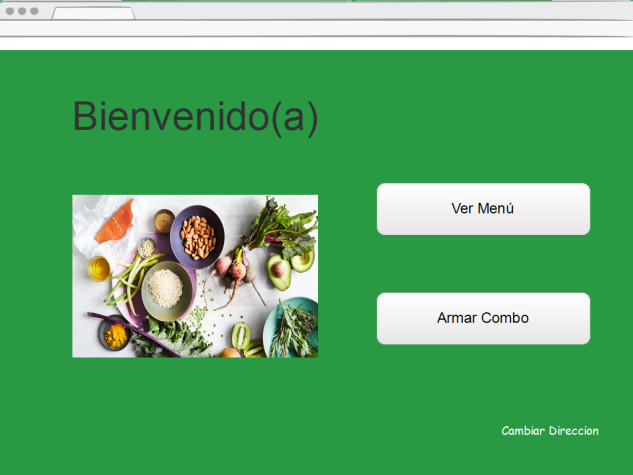 Bienvenido(a)
Ver Menú
Armar Combo
Cambiar Direccion